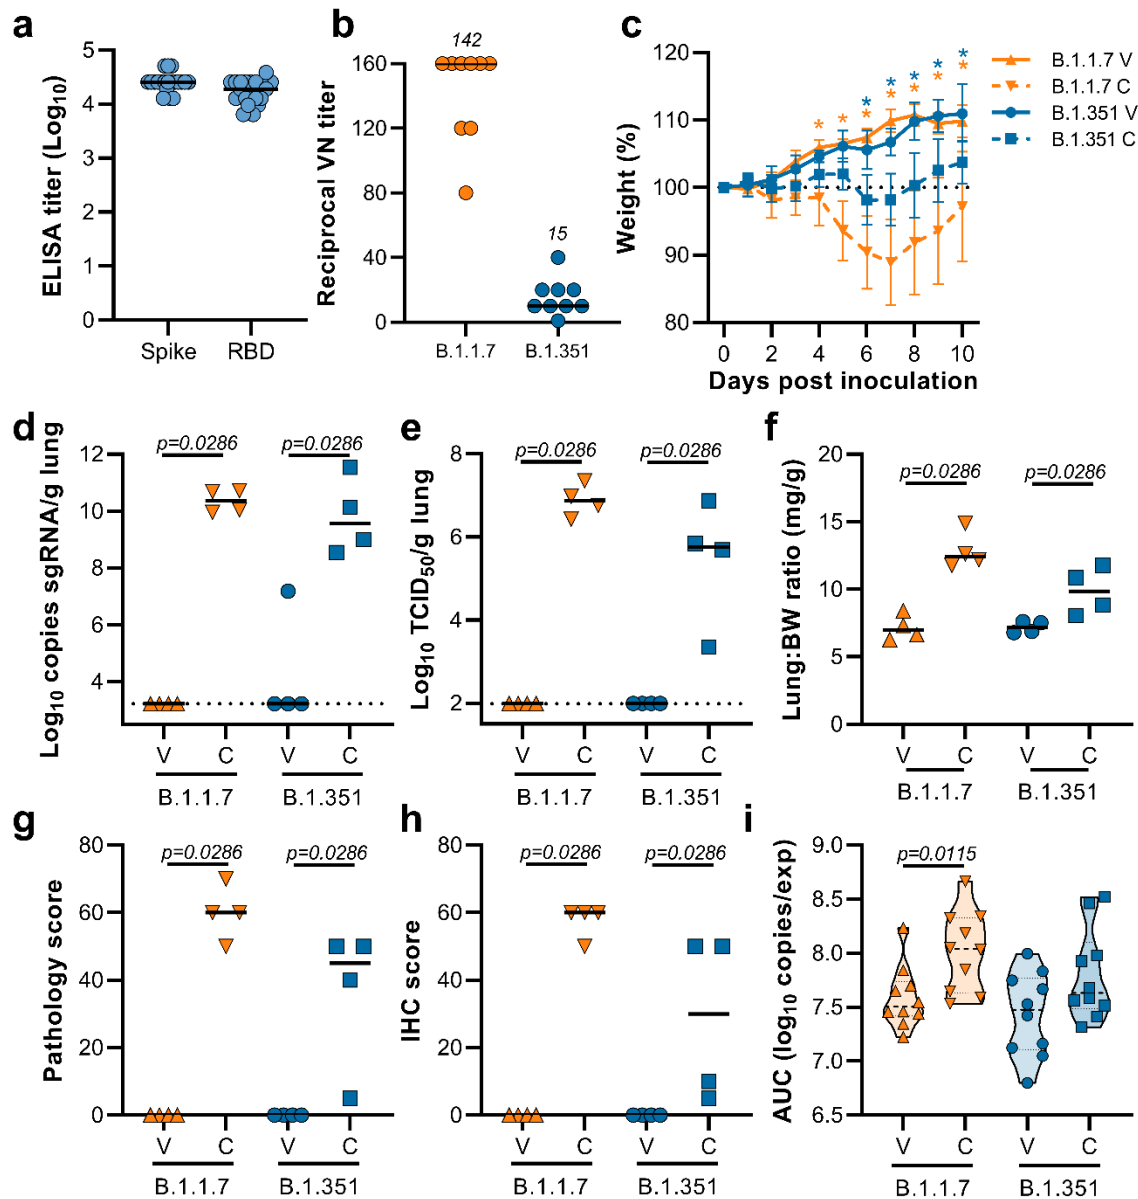 a
ELISA titer (Log10)
5
4
3
2
1
0
Spike
RBD
b
Reciprocal VN titer
160
120
80
40
0
142
15
B.1.1.7
B.1.351
c
Weight (%)
120
110
100
90
80
* * * * *
* * * * * * *
0 2 4 6 8 10
Days post inoculation
B.1.1.7 V
B.1.1.7 C
B.1.351 V
B.1.351 C
d
Log10 copies sgRNA/g lung
12
10
8
6
4
p=0.0286
p=0.0286
V C V C
B.1.1.7 B.1.351
e
Log10 TCID50/g lung
8
6
4
2
p=0.0286
p=0.0286
V C V C
B.1.1.7 B.1.351
f
Lung:BW ratio (mg/g)
20
15
10
5
0
p=0.0286
p=0.0286
V C V C
B.1.1.7 B.1.351
g
Pathology score
80
60
40
20
0
p=0.0286
p=0.0286
V C V C
B.1.1.7 B.1.351
h
IHC score
80
60
40
20
0
p=0.0286
p=0.0286
V C V C
B.1.1.7 B.1.351
i
AUC (log10 copies/exp)
9.0
8.5
8.0
7.5
7.0
6.5
p=0.0115
V C V C
B.1.1.7 B.1.351